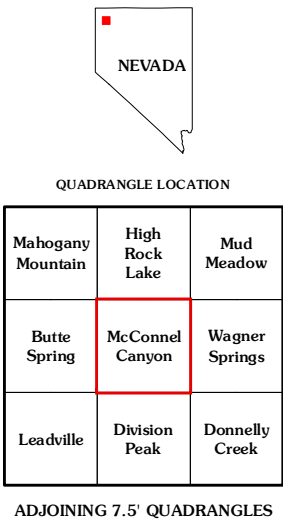 NEVADA
QUADRANGLE LOCATION
Mahogany
Mountain
High
Rock
Lake
Mud
Meadow
Butte
Spring
McConnel
Canyon
Wagner
Springs
Leadville
Division
Peak
Donnelly
Creek
ADJOINING 7.5' QUADRANGLES